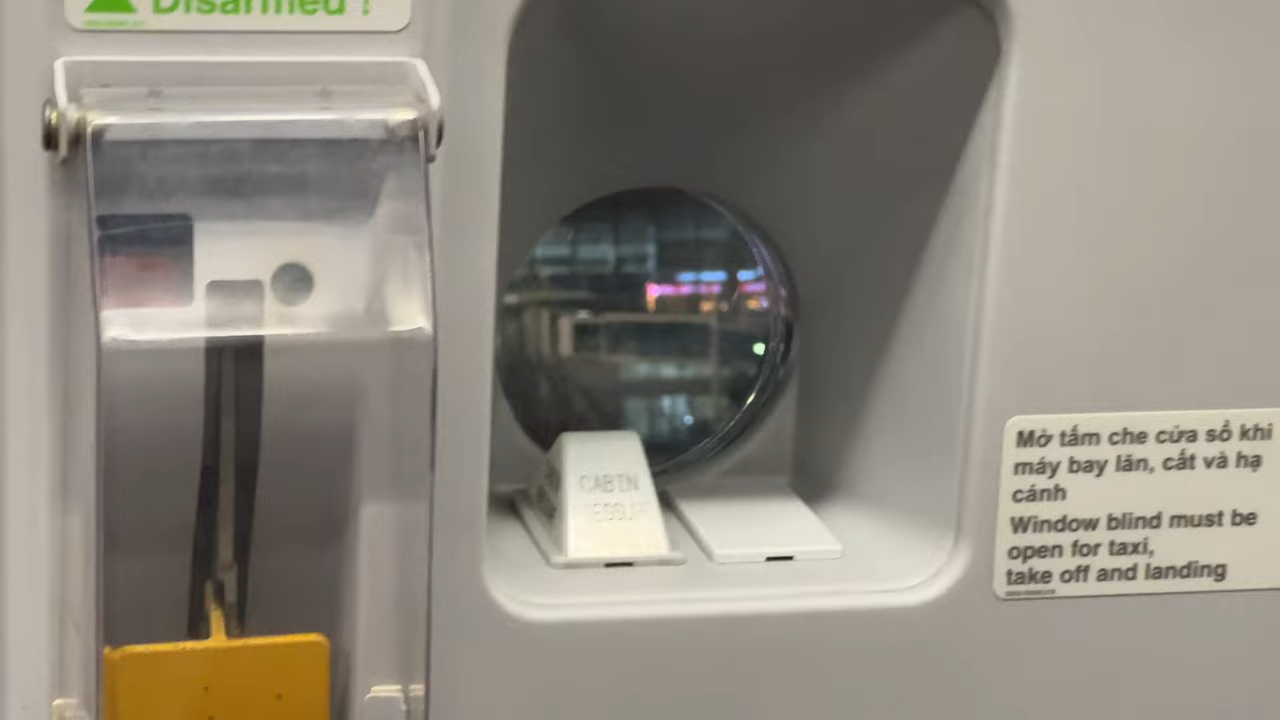 Disarmed !
CABIN
Mở tấm che cửa sổ khi
máy bay lăn, cất và hạ
cánh
Window blind must be
open for taxi,
take off and landing